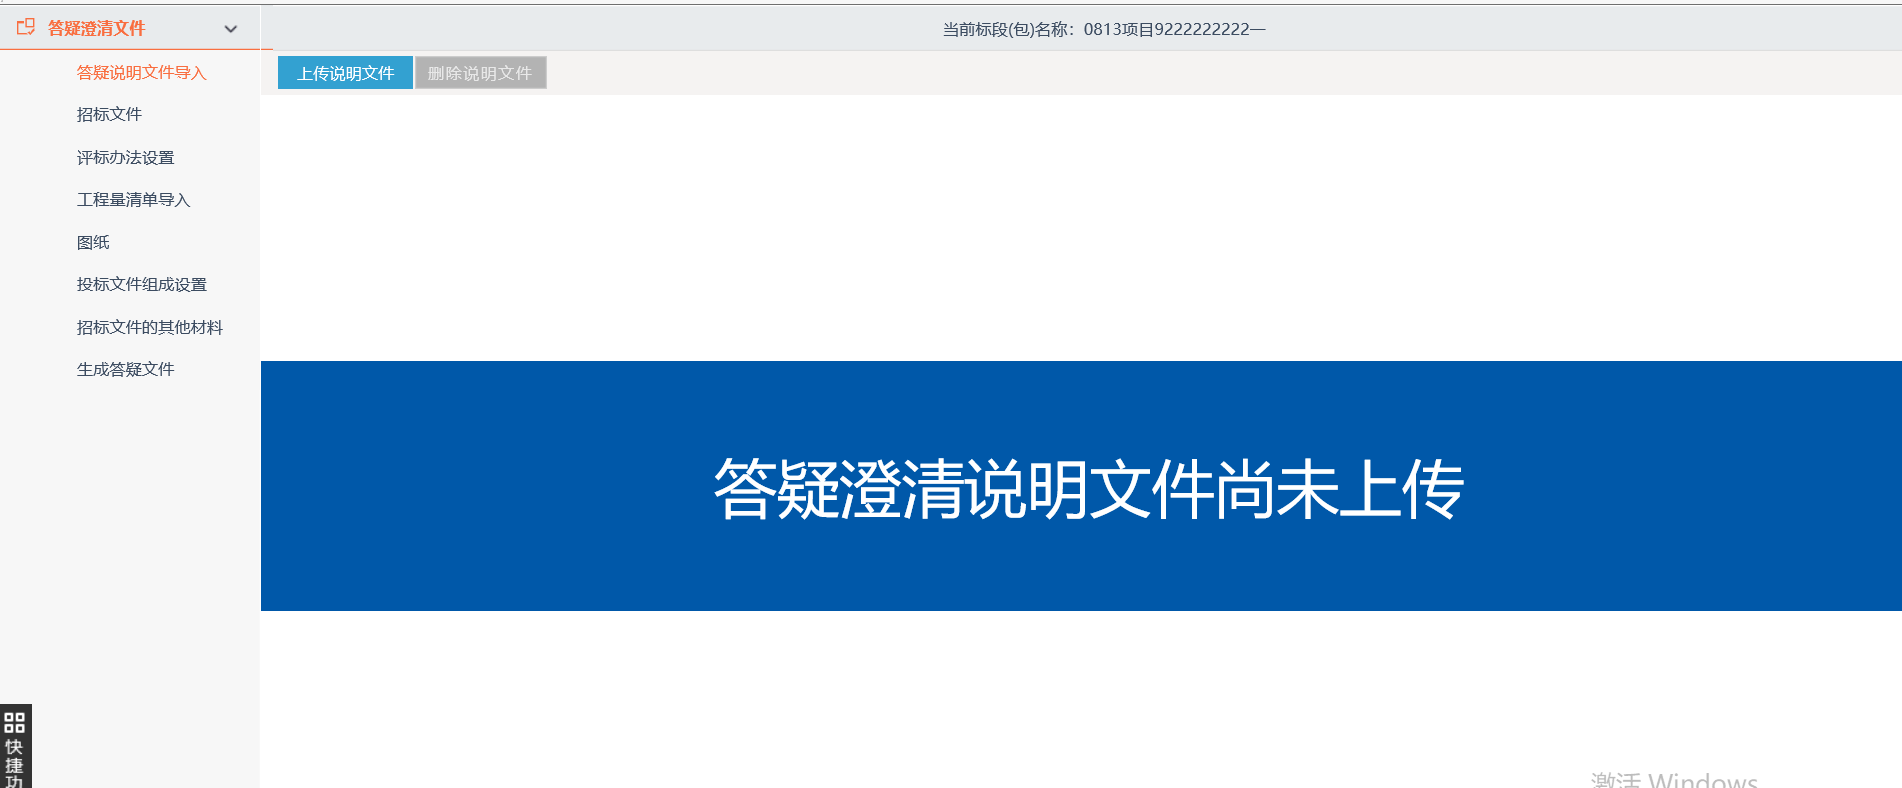 答疑澄清文件
当前标段(包)名称：0813项目9222222222一
答疑说明文件导入
上传说明文件 删除说明文件
招标文件
评标办法设置
工程量清单导入
图纸
投标文件组成设置
招标文件的其他材料
生成答疑文件
答疑澄清说明文件尚未上传
快
捷
功
激活 Windows